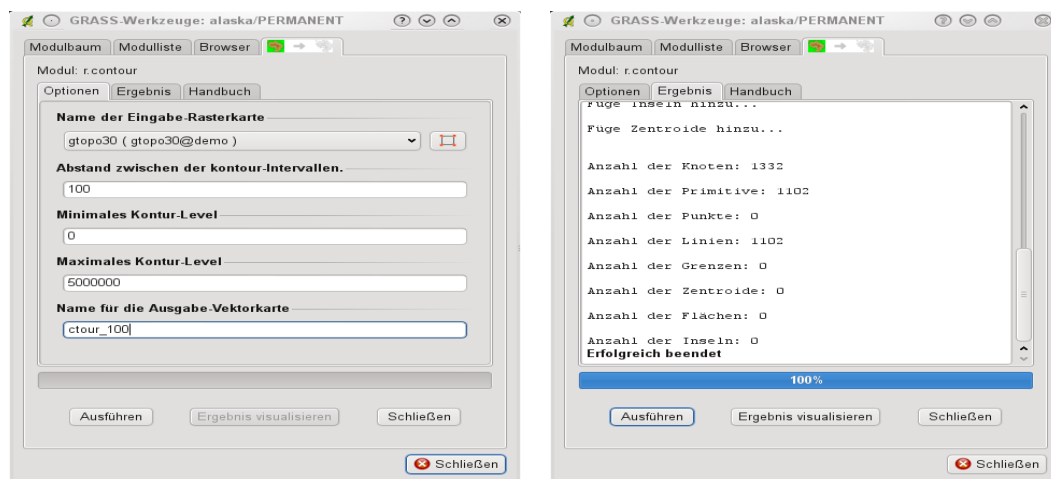 GRASS-Werkzeuge: alaska/PERMANENT
Modulbaum Modulliste Browser
Modul: r.contour
Optionen Ergebnis Handbuch
Name der Eingabe-Rasterkarte
gtopo30 ( gtopo30@demo )
Abstand zwischen der kontour-Intervallen.
100
Minimales Kontur-Level
0
Maximales Kontur-Level
5000000
Name für die Ausgabe-Vektorkarte
ctour_100
Ausführen Ergebnis visualisieren Schließen
Schließen
GRASS-Werkzeuge: alaska/PERMANENT
Modulbaum Modulliste Browser
Modul: r.contour
Optionen Ergebnis Handbuch
Füge Inseln hinzu...
Füge Zentroide hinzu...
Anzahl der Knoten: 1332
Anzahl der Primitive: 1102
Anzahl der Punkte: 0
Anzahl der Linien: 1102
Anzahl der Grenzen: 0
Anzahl der Zentroide: 0
Anzahl der Flächen: 0
Anzahl der Inseln: 0
Erfolgreich beendet
100%
Ausführen Ergebnis visualisieren Schließen
Schließen